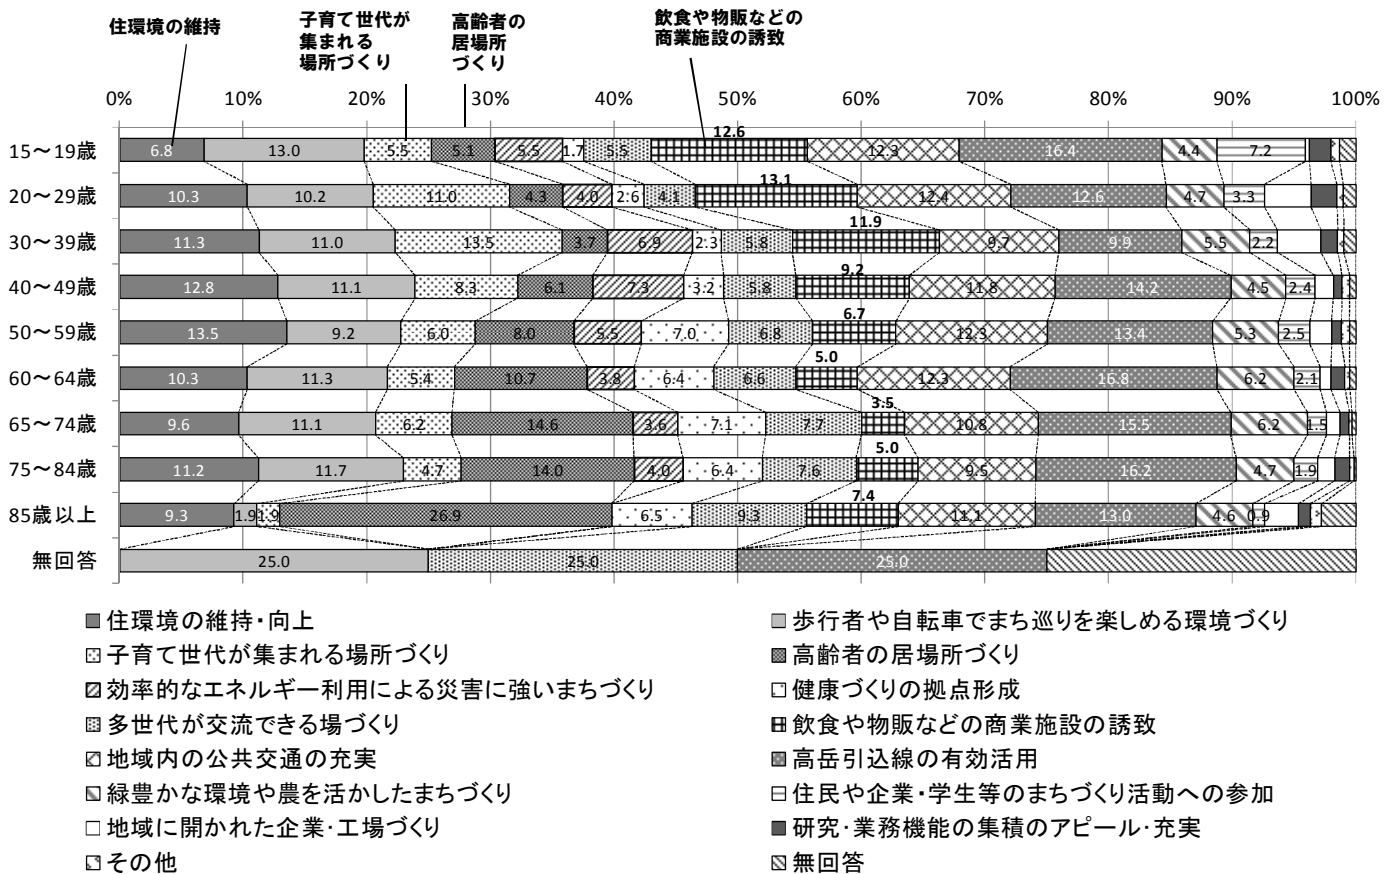 住環境の維持
子育て世代が
集まれる
場所づくり
高齢者の
居場所
づくり
飲食や物販などの
商業施設の誘致
0% 10% 20% 30% 40% 50% 60% 70% 80% 90% 100%
15～19歳 6.8 13.0 5.5 5.1 5.5 1.7 5.5 12.6 12.3 16.4 4.4 7.2
20～29歳 10.3 10.2 11.0 4.3 4.0 2.6 4.1 13.1 12.4 12.6 4.7 3.3
30～39歳 11.3 11.0 13.5 3.7 6.9 2.3 5.8 11.9 9.7 9.9 5.5 2.2
40～49歳 12.8 11.1 8.3 6.1 7.3 3.2 5.8 9.2 11.8 14.2 4.5 2.4
50～59歳 13.5 9.2 6.0 8.0 5.5 7.0 6.8 6.7 12.3 13.4 5.3 2.5
60～64歳 10.3 11.3 5.4 10.7 3.8 6.4 6.6 5.0 12.3 16.8 6.2 2.1
65～74歳 9.6 11.1 6.2 14.6 3.6 7.1 7.7 3.5 10.8 15.5 6.2 1.5
75～84歳 11.2 11.7 4.7 14.0 4.0 6.4 7.6 5.0 9.5 16.2 4.7 1.9
85歳以上 9.3 1.9 1.9 26.9 6.5 9.3 7.4 11.1 13.0 4.6 0.9
無回答 25.0 25.0 25.0
住環境の維持・向上
歩行者や自転車でまち巡りを楽しめる環境づくり
子育て世代が集まれる場所づくり
高齢者の居場所づくり
効率的なエネルギー利用による災害に強いまちづくり
健康づくりの拠点形成
多世代が交流できる場づくり
飲食や物販などの商業施設の誘致
地域内の公共交通の充実
高岳引込線の有効活用
緑豊かな環境や農を活かしたまちづくり
住民や企業・学生等のまちづくり活動への参加
地域に開かれた企業・工場づくり
研究・業務機能の集積のアピール・充実
その他
無回答